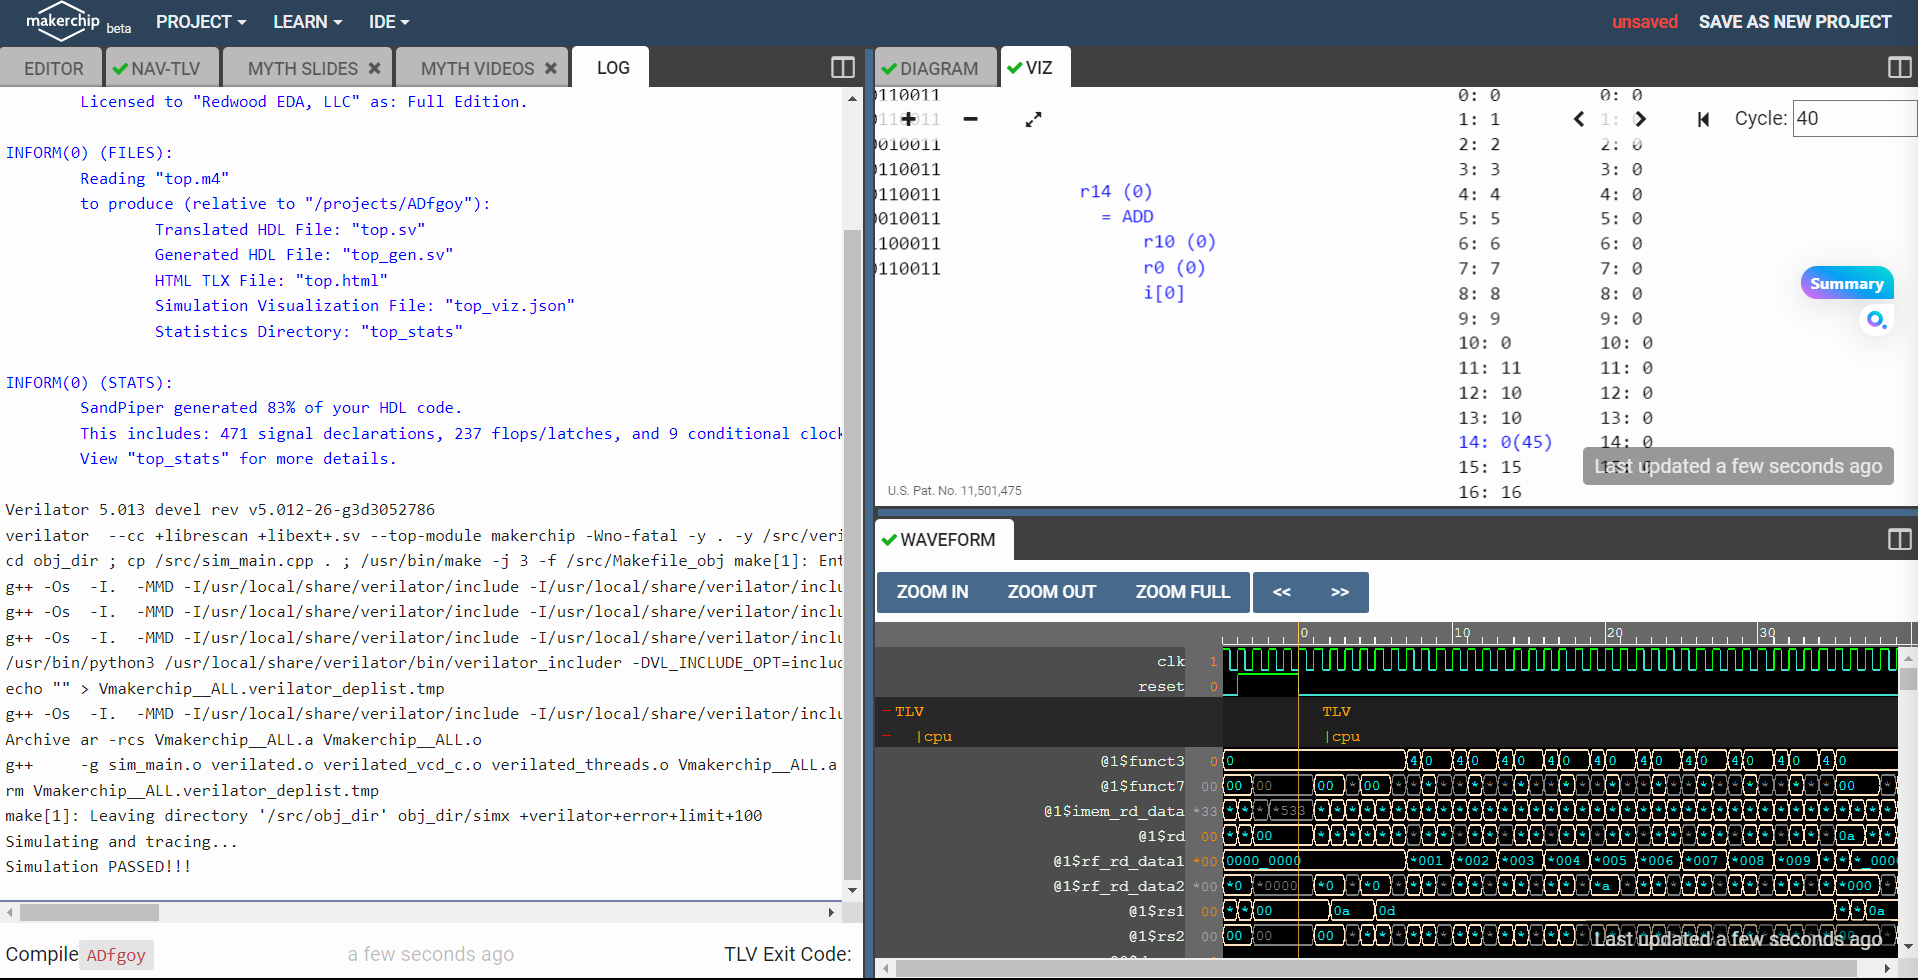 makerchip beta PROJECT LEARN IDE unsaved SAVE AS NEW PROJECT
EDITOR NAV-TLV MYTH SLIDES MYTH VIDEOS LOG
Licensed to "Redwood EDA, LLC" as: Full Edition.
INFORM(0) (FILES):
Reading "top.m4"
to produce (relative to "/projects/ADfgoy"):
Translated HDL File: "top.sv"
Generated HDL File: "top_gen.sv"
HTML TLX File: "top.html"
Simulation Visualization File: "top_viz.json"
Statistics Directory: "top_stats"
INFORM(0) (STATS):
SandPiper generated 83% of your HDL code.
This includes: 471 signal declarations, 237 flops/latches, and 9 conditional clock
View "top_stats" for more details.
Verilator 5.013 devel rev v5.012-26-g3d3052786
verilator --cc +librescan +libext+.sv --top-module makerchip -Wno-fatal -y . -y /src/veri
cd obj_dir ; cp /src/sim_main.cpp . ; /usr/bin/make -j 3 -f /src/Makefile_obj make[1]: Ent
g++ -Os -I. -MMD -I/usr/local/share/verilator/include -I/usr/local/share/verilator/inclu
g++ -Os -I. -MMD -I/usr/local/share/verilator/include -I/usr/local/share/verilator/inclu
g++ -Os -I. -MMD -I/usr/local/share/verilator/include -I/usr/local/share/verilator/inclu
/usr/bin/python3 /usr/local/share/verilator/bin/verilator_includer -DVL_INCLUDE_OPT=includ
echo "" > Vmakerchip__ALL.verilator_deplist.tmp
g++ -Os -I. -MMD -I/usr/local/share/verilator/include -I/usr/local/share/verilator/inclu
Archive ar -rcs Vmakerchip__ALL.a Vmakerchip__ALL.o
g++ -g sim_main.o verilated.o verilated_vcd_c.o verilated_threads.o Vmakerchip__ALL.a
rm Vmakerchip__ALL.verilator_deplist.tmp
make[1]: Leaving directory '/src/obj_dir' obj_dir/simx +verilator+error+limit+100
Simulating and tracing...
Simulation PASSED!!!
Compile ADfgoy a few seconds ago TLV Exit Code:
DIAGRAM VIZ
Cycle: 40
0110011
0110011
0010011
0110011
0110011
0010011
1100011
0110011
r14 (0)
= ADD
r10 (0)
r0 (0)
i[0]
U.S. Pat. No. 11,501,475
0: 0 0: 0
1: 1 1: 0
2: 2 2: 0
3: 3 3: 0
4: 4 4: 0
5: 5 5: 0
6: 6 6: 0
7: 7 7: 0
8: 8 8: 0
9: 9 9: 0
10: 0 10: 0
11: 11 11: 0
12: 10 12: 0
13: 10 13: 0
14: 0(45) 14: 0
15: 15
16: 16
Summary
Last updated a few seconds ago
WAVEFORM
ZOOM IN ZOOM OUT ZOOM FULL << >>
0 10 20 30
clk 1
reset 0
TLV TLV
|cpu |cpu
@1$funct3 0 0 4 0 4 0 4 0 4 0 4 0 4 0 4 0 4 0 4 0 4 0
@1$funct7 00 00 00 00 * 00 00
@1$imem_rd_data *33 * * * *533
@1$rd 00 * * 00 0a
@1$rf_rd_data1 *00 0000_0000 *001 *002 *003 *004 *005 *006 *007 *008 *009 * * *_000
@1$rf_rd_data2 *00 *0 *0000 *0 * *0 *a *000
@1$rs1 00 * * 00 0a 0d * * 0a
@1$rs2 00 00 00 00
Last updated a few seconds ago